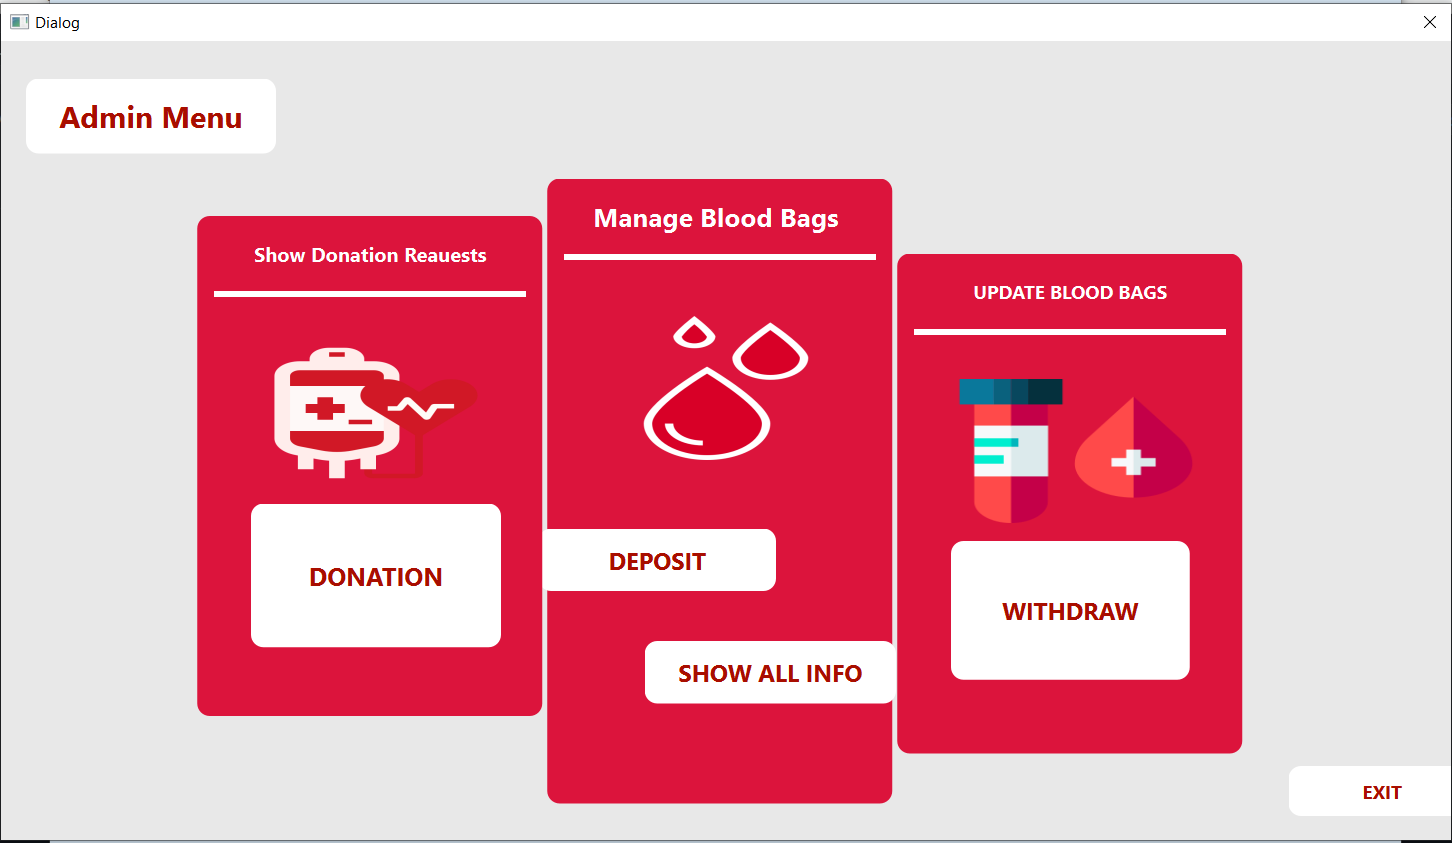 Dialog
Admin Menu
Show Donation Reauests
Manage Blood Bags
UPDATE BLOOD BAGS
DONATION
DEPOSIT
SHOW ALL INFO
WITHDRAW
EXIT